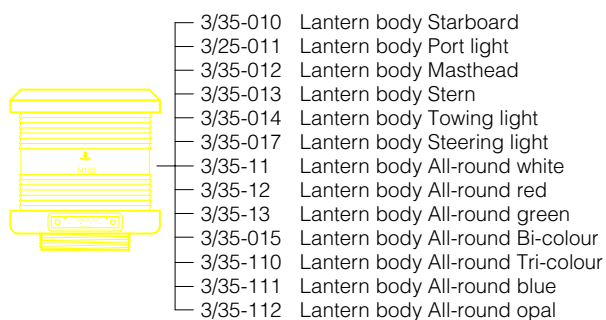 3/35-010 Lantern body Starboard
3/25-011 Lantern body Port light
3/35-012 Lantern body Masthead
3/35-013 Lantern body Stern
3/35-014 Lantern body Towing light
3/35-017 Lantern body Steering light
3/35-11 Lantern body All-round white
3/35-12 Lantern body All-round red
3/35-13 Lantern body All-round green
3/35-015 Lantern body All-round Bi-colour
3/35-110 Lantern body All-round Tri-colour
3/35-111 Lantern body All-round blue
3/35-112 Lantern body All-round opal